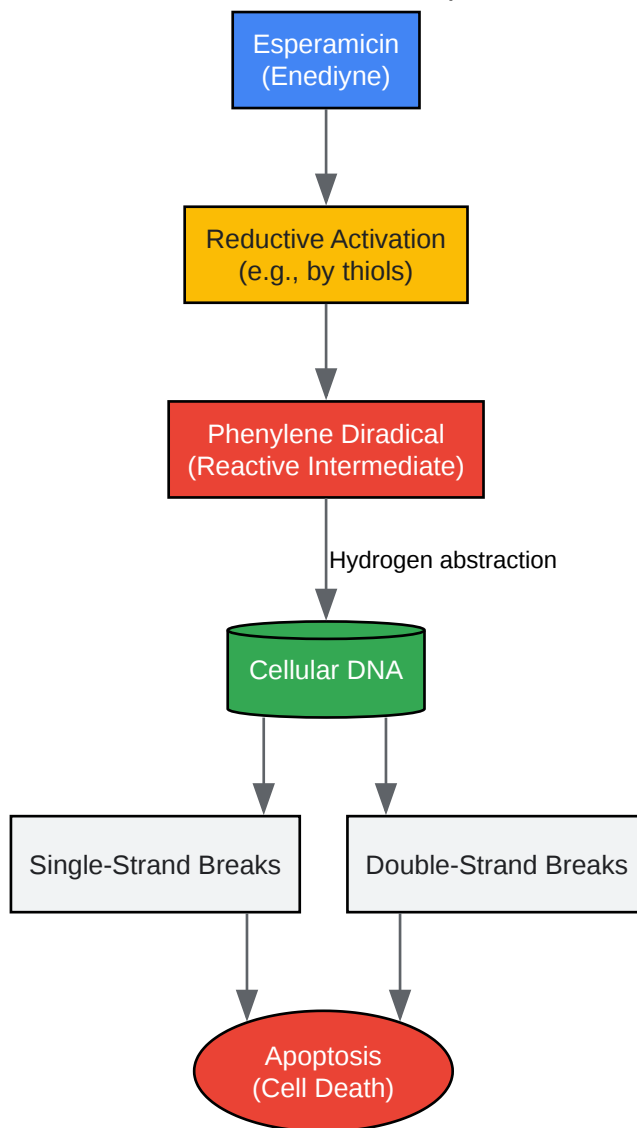 Esperamicin
(Enediyne)
Reductive Activation
(e.g., by thiols)
Phenylene Diradical
(Reactive Intermediate)
Hydrogen abstraction
Cellular DNA
Single-Strand Breaks
Double-Strand Breaks
Apoptosis
(Cell Death)